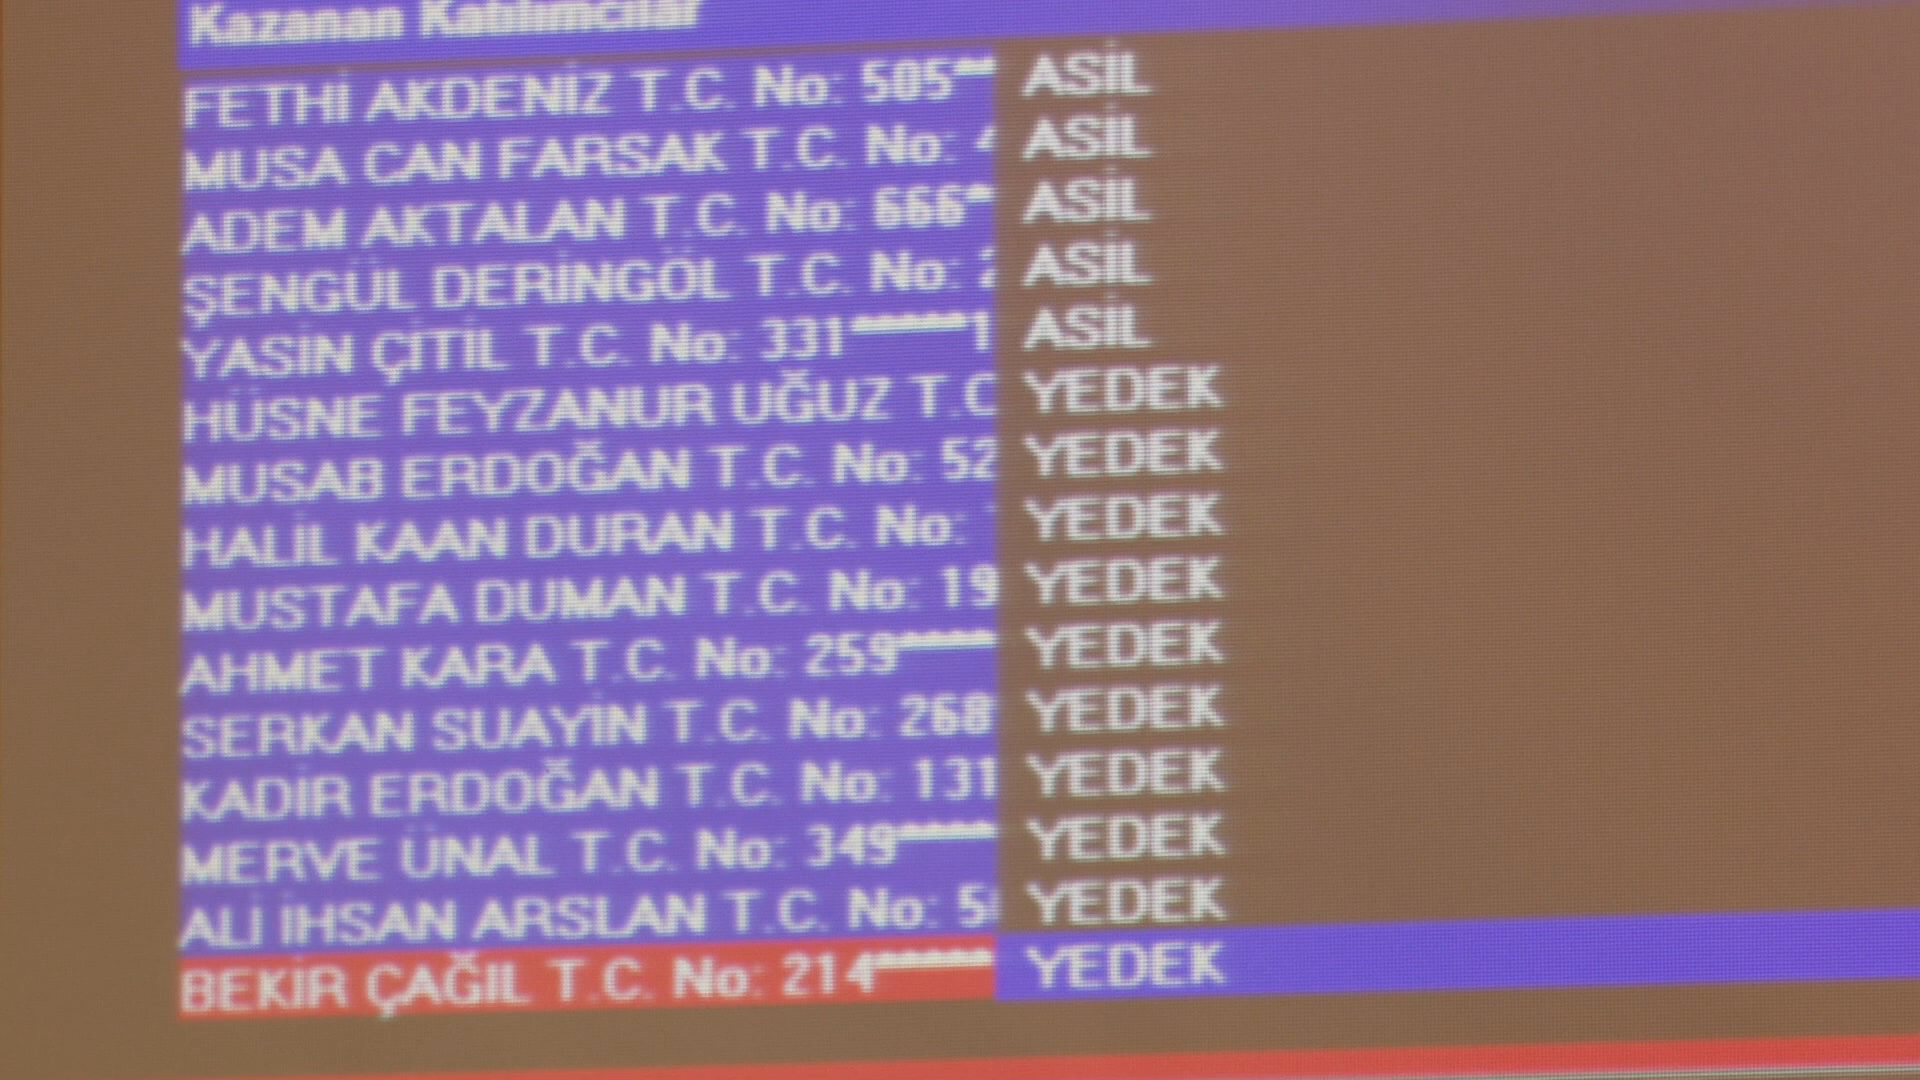 Kazanan Katılımcılar
FETHİ AKDENİZ T.C. No: 505** ASİL
MUSA CAN FARSAK T.C. No: 4 ASİL
ADEM AKTALAN T.C. No: 666* ASİL
ŞENGÜL DERİNGÖL T.C. No: 2 ASİL
YASİN ÇİTİL T.C. No: 331*******1 ASİL
HÜSNE FEYZANUR UĞUZ T.C YEDEK
MUSAB ERDOĞAN T.C. No: 52 YEDEK
HALİL KAAN DURAN T.C. No: YEDEK
MUSTAFA DUMAN T.C. No: 19 YEDEK
AHMET KARA T.C. No: 259****** YEDEK
SERKAN SUAYİN T.C. No: 268* YEDEK
KADİR ERDOĞAN T.C. No: 131 YEDEK
MERVE ÜNAL T.C. No: 349****** YEDEK
ALİ İHSAN ARSLAN T.C. No: 5 YEDEK
BEKİR ÇAĞIL T.C. No: 214******* YEDEK